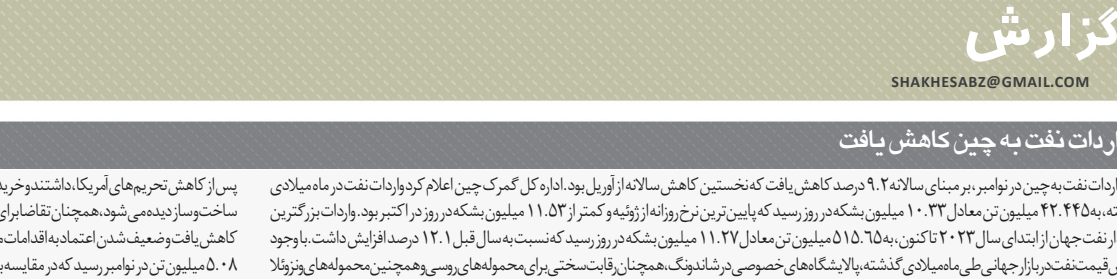 گزارش
SHAKHESABZ@GMAIL.COM
اردات نفت به چین کاهش یافت
اردات نفت به چین در نوامبر، بر مبنای سالانه ۹.۲ درصد کاهش یافت که نخستین کاهش سالانه از آوریل بود. اداره کل گمرک چین اعلام کرد واردات نفت در ماه میلادی
ته، به ۴۲.۴۴۵ میلیون تن معادل ۱۰.۳۳ میلیون بشکه در روز رسید که پایین‌ترین نرخ روزانه از ژوئیه و کمتر از ۱۱.۵۳ میلیون بشکه در روز در اکتبر بود. واردات بزرگترین
ار نفت جهان از ابتدای سال ۲۰۲۳ تاکنون، به ۵۱۵.۶۵ میلیون تن معادل ۱۱.۲۷ میلیون بشکه در روز رسید که نسبت به سال قبل ۱۲.۱ درصد افزایش داشت. با وجود
قیمت نفت در بازار جهانی طی ماه میلادی گذشته، پالایشگاه‌های خصوصی در شاندونگ، همچنان رقابت سختی برای محموله‌های روسی و همچنین محموله‌های ونزوئلا
پس از کاهش تحریم‌های آمریکا، داشتند و خرید
ساخت و ساز دیده می‌شود، همچنان تقاضا برای
کاهش یافت و ضعیف شدن اعتماد به اقدامات
۵.۰۸ میلیون تن در نوامبر رسید که در مقایسه